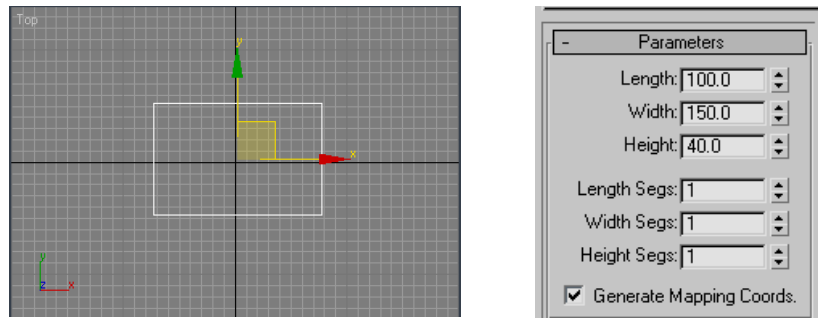 Top
y
x
y
z x
- Parameters
Length: 100.0
Width: 150.0
Height: 40.0
Length Segs: 1
Width Segs: 1
Height Segs: 1
Generate Mapping Coords.